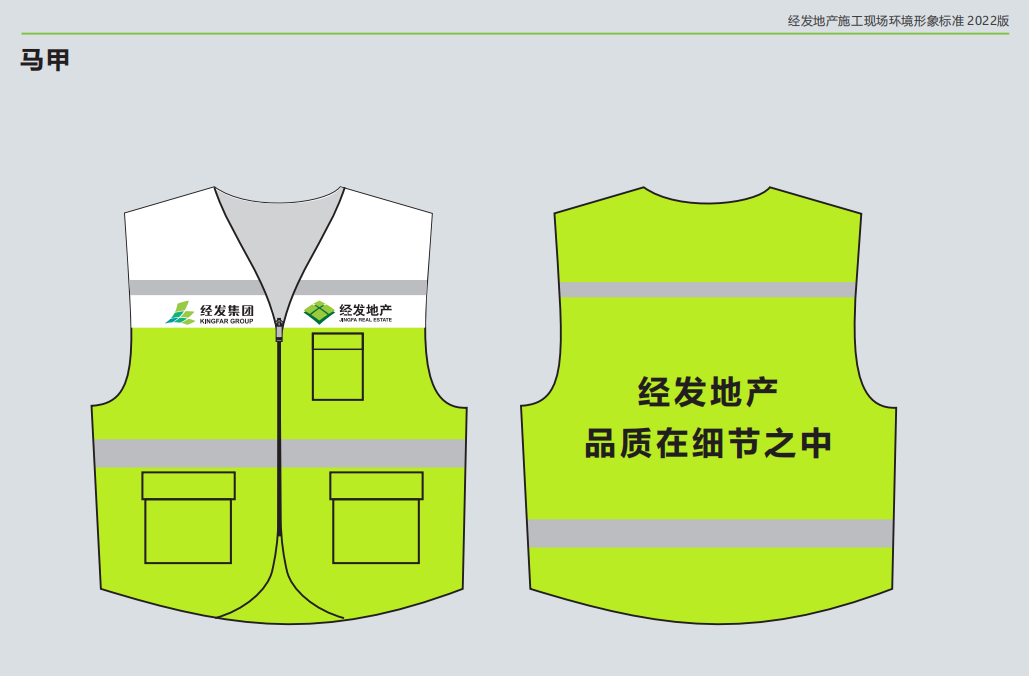 经发地产施工现场环境形象标准 2022版
马甲
经发集团
KINGFAR GROUP
经发地产
JINGFA REAL ESTATE
经发地产
品质在细节之中